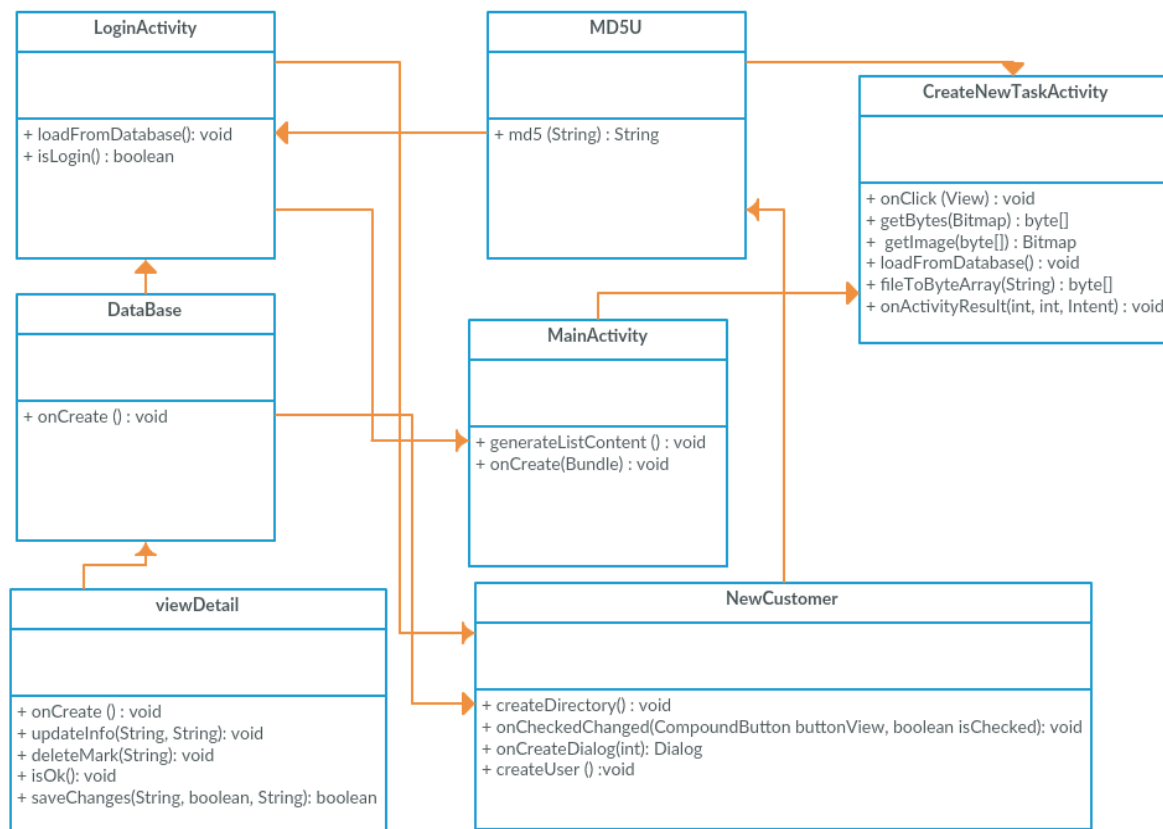 LoginActivity
+ loadFromDatabase(): void
+ isLogin() : boolean
MD5U
+ md5 (String) : String
CreateNewTaskActivity
+ onClick (View) : void
+ getBytes(Bitmap) : byte[]
+ getImage(byte[]) : Bitmap
+ loadFromDatabase() : void
+ fileToByteArray(String) : byte[]
+ onActivityResult(int, int, Intent) : void
DataBase
+ onCreate () : void
MainActivity
+ generateListContent () : void
+ onCreate(Bundle) : void
viewDetail
+ onCreate () : void
+ updateInfo(String, String): void
+ deleteMark(String): void
+ isOk(): void
+ saveChanges(String, boolean, String): boolean
NewCustomer
+ createDirectory() : void
+ onCheckedChanged(CompoundButton buttonView, boolean isChecked): void
+ onCreateDialog(int): Dialog
+ createUser () :void